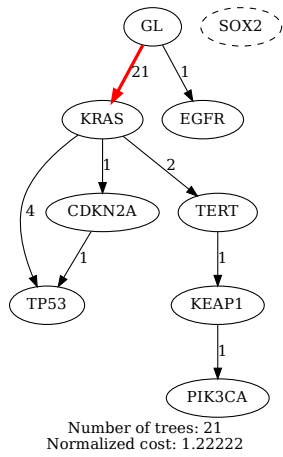 GL
SOX2
21
1
KRAS
EGFR
4
1
2
CDKN2A
TERT
1
1
TP53
KEAP1
1
PIK3CA
Number of trees: 21
Normalized cost: 1.22222